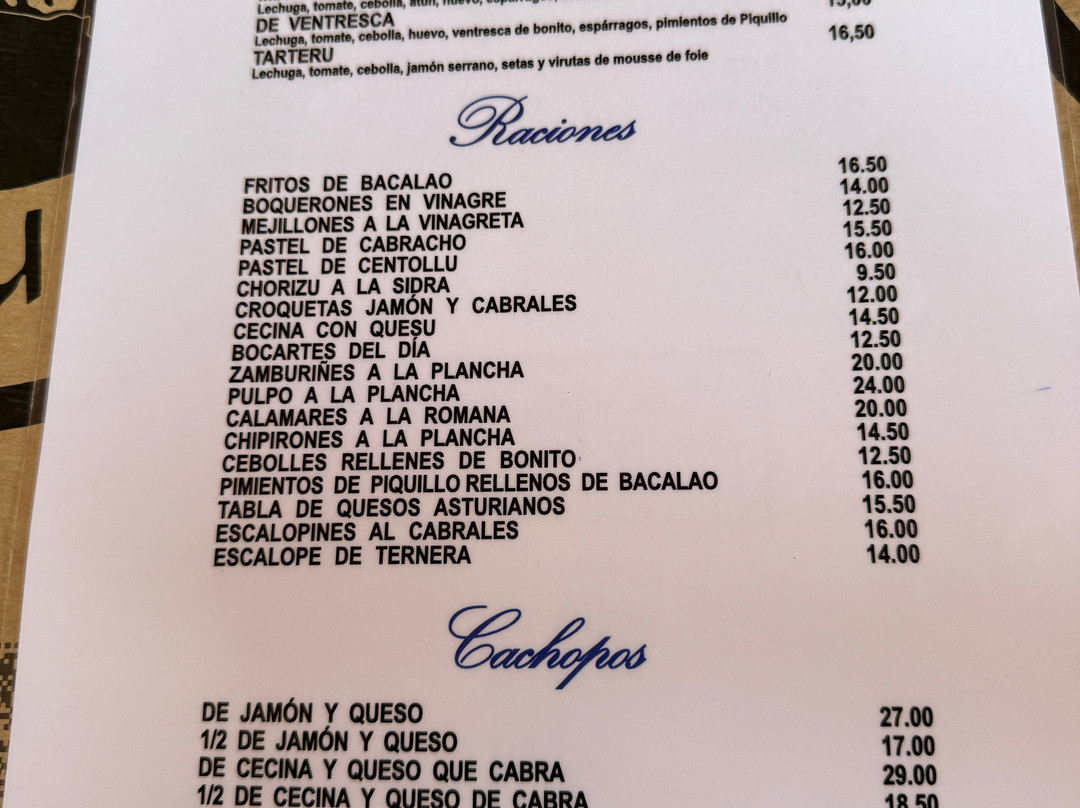 Lechuga, tomate, cebolla, atún, huevo,
15,00
DE VENTRESCA
Lechuga, tomate, cebolla, huevo, ventresca de bonito, espárragos, pimientos de Piquillo
16,50
TARTERU
Lechuga, tomate, cebolla, jamón serrano, setas y virutas de mousse de foie
Raciones
FRITOS DE BACALAO 16.50
BOQUERONES EN VINAGRE 14.00
MEJILLONES A LA VINAGRETA 12.50
PASTEL DE CABRACHO 15.50
PASTEL DE CENTOLLU 16.00
CHORIZU A LA SIDRA 9.50
CROQUETAS JAMÓN Y CABRALES 12.00
CECINA CON QUESU 14.50
BOCARTES DEL DÍA 12.50
ZAMBURIÑES A LA PLANCHA 20.00
PULPO A LA PLANCHA 24.00
CALAMARES A LA ROMANA 20.00
CHIPIRONES A LA PLANCHA 14.50
CEBOLLES RELLENES DE BONITO 12.50
PIMIENTOS DE PIQUILLO RELLENOS DE BACALAO 16.00
TABLA DE QUESOS ASTURIANOS 15.50
ESCALOPINES AL CABRALES 16.00
ESCALOPE DE TERNERA 14.00
Cachopos
DE JAMÓN Y QUESO 27.00
1/2 DE JAMÓN Y QUESO 17.00
DE CECINA Y QUESO QUE CABRA 29.00
1/2 DE CECINA Y QUESO DE CABRA 18.50